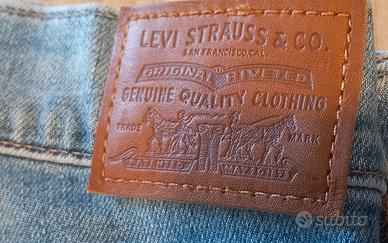 LEVI STRAUSS & CO.
SAN FRANCISCO, CAL.
ORIGINAL RIVETED
GENUINE QUALITY CLOTHING
TRADE MARK
PATENTED MAY 20 1873
subito